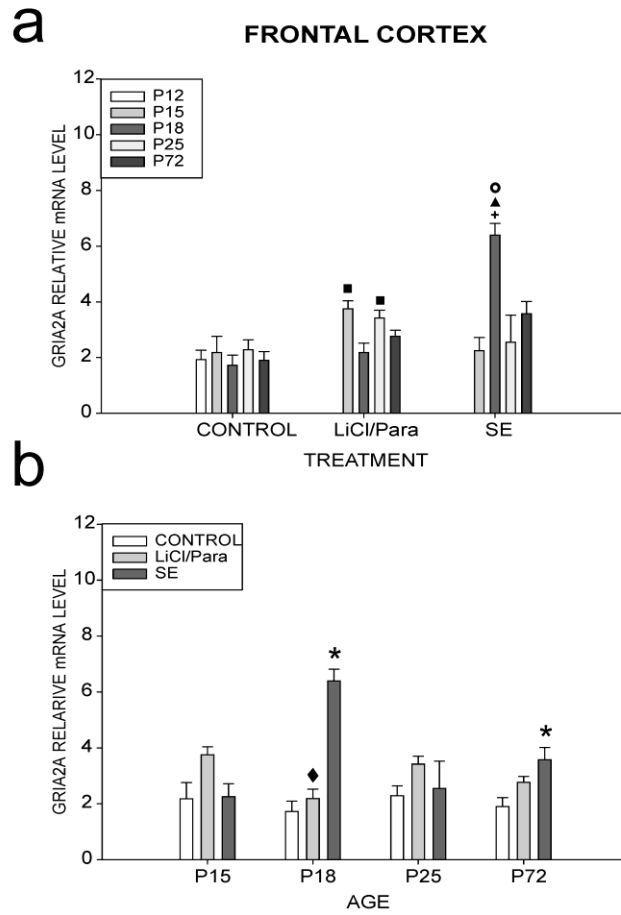 a
FRONTAL CORTEX
GRIA2A RELATIVE mRNA LEVEL
12
10
8
6
4
2
0
P12
P15
P18
P25
P72
+
CONTROL LiCl/Para SE
TREATMENT
b
GRIA2A RELARIVE mRNA LEVEL
12
10
8
6
4
2
0
CONTROL
LiCl/Para
SE
*
*
P15 P18 P25 P72
AGE